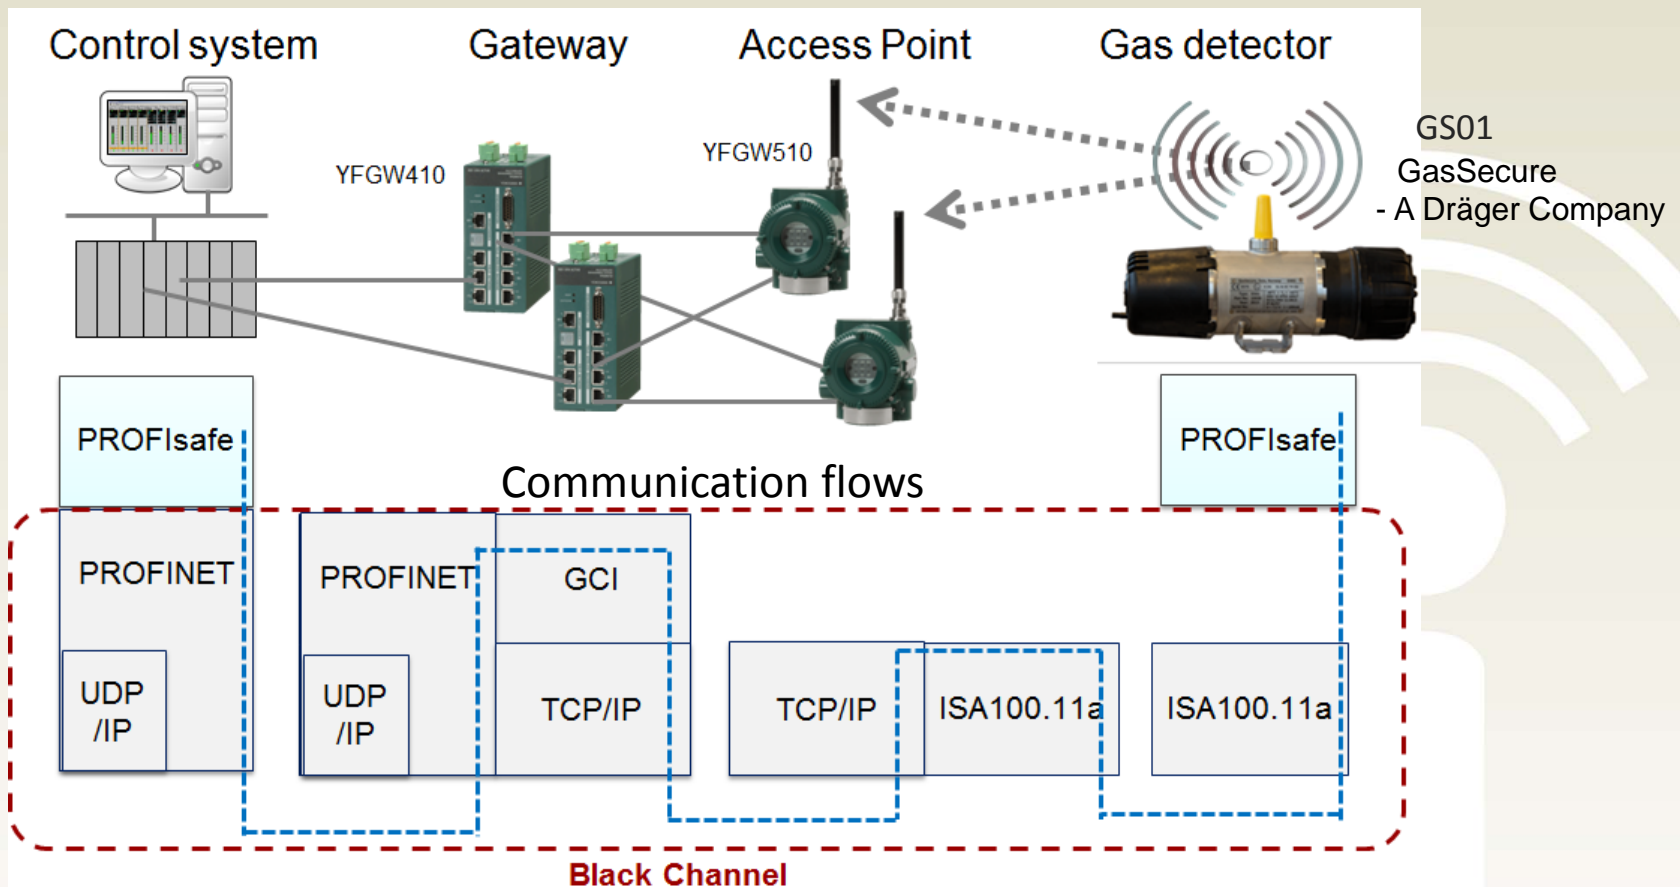 Control system
Gateway
Access Point
Gas detector
YFGW410
YFGW510
GS01
GasSecure
- A Dräger Company
PROFIsafe
PROFIsafe
Communication flows
PROFINET
PROFINET
GCI
UDP
/IP
UDP
/IP
TCP/IP
TCP/IP
ISA100.11a
ISA100.11a
Black Channel